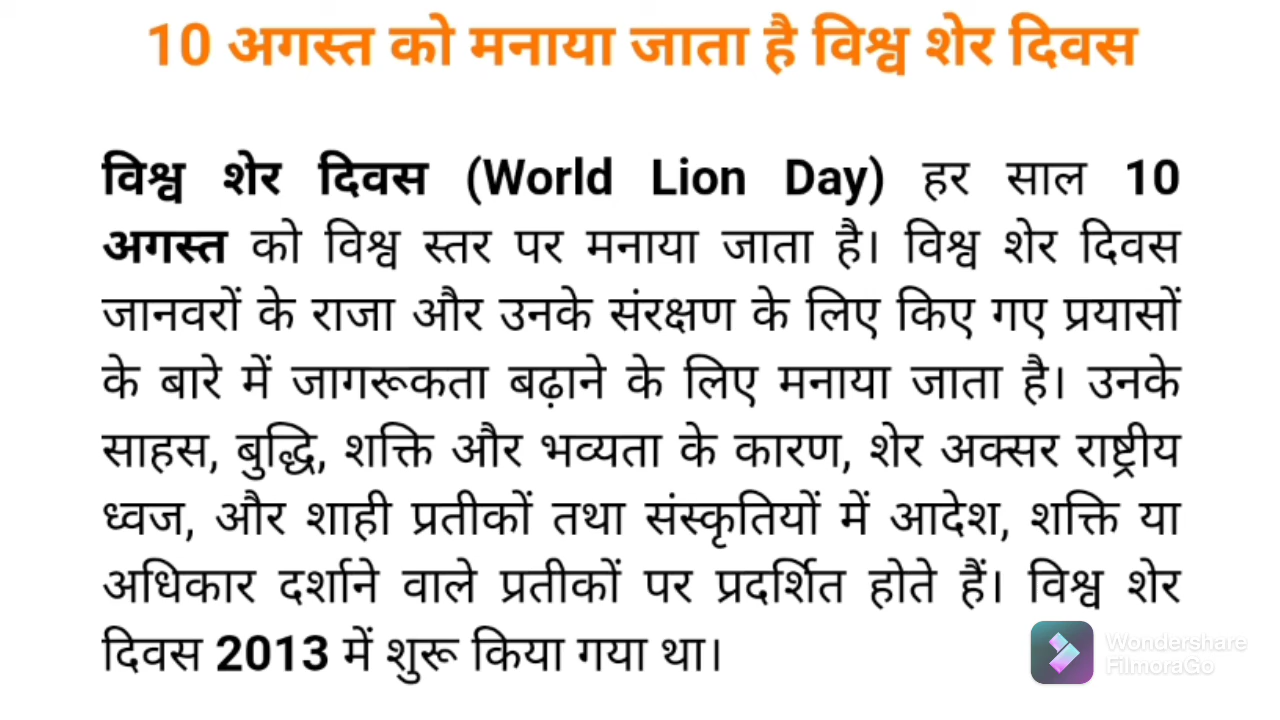 10 अगस्त को मनाया जाता है विश्व शेर दिवस
विश्व शेर दिवस (World Lion Day) हर साल 10
अगस्त को विश्व स्तर पर मनाया जाता है। विश्व शेर दिवस
जानवरों के राजा और उनके संरक्षण के लिए किए गए प्रयासों
के बारे में जागरूकता बढ़ाने के लिए मनाया जाता है। उनके
साहस, बुद्धि, शक्ति और भव्यता के कारण, शेर अक्सर राष्ट्रीय
ध्वज, और शाही प्रतीकों तथा संस्कृतियों में आदेश, शक्ति या
अधिकार दर्शाने वाले प्रतीकों पर प्रदर्शित होते हैं। विश्व शेर
दिवस 2013 में शुरू किया गया था।
Wondershare
FilmoraGo